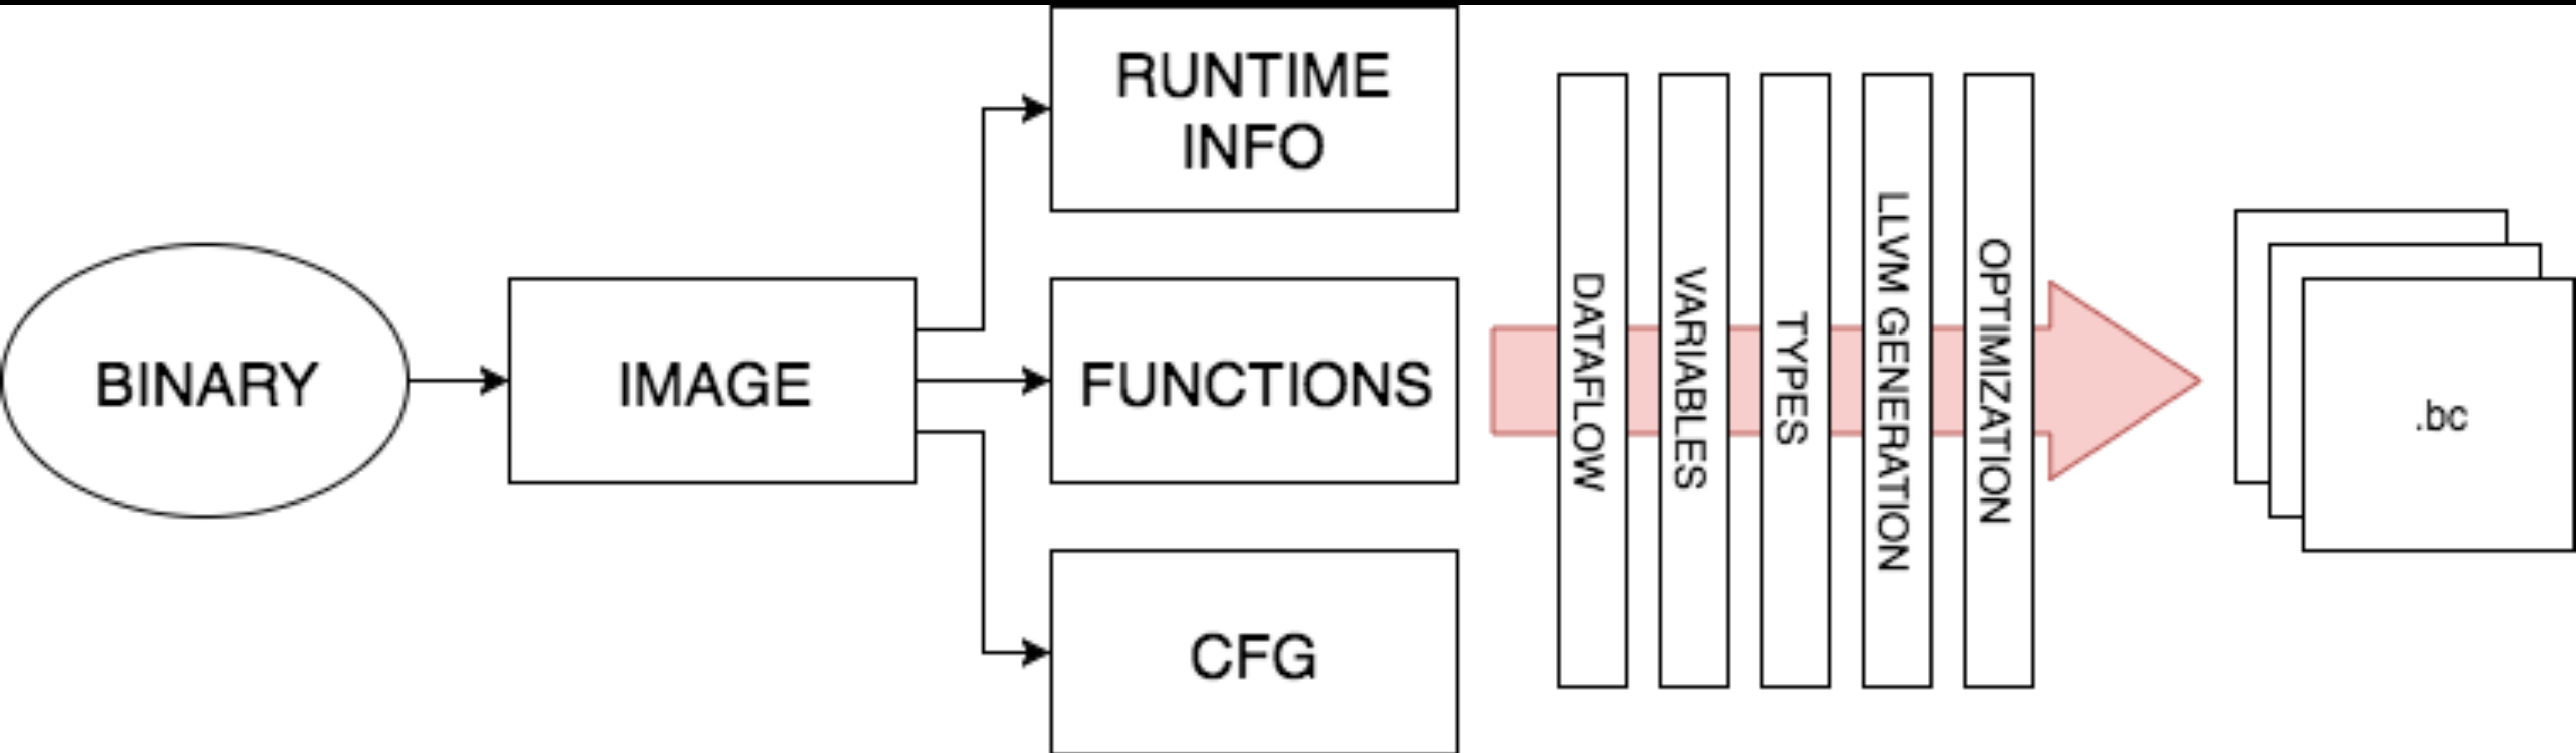 BINARY
IMAGE
RUNTIME
INFO
FUNCTIONS
CFG
DATAFLOW
VARIABLES
TYPES
LLVM GENERATION
OPTIMIZATION
.bc